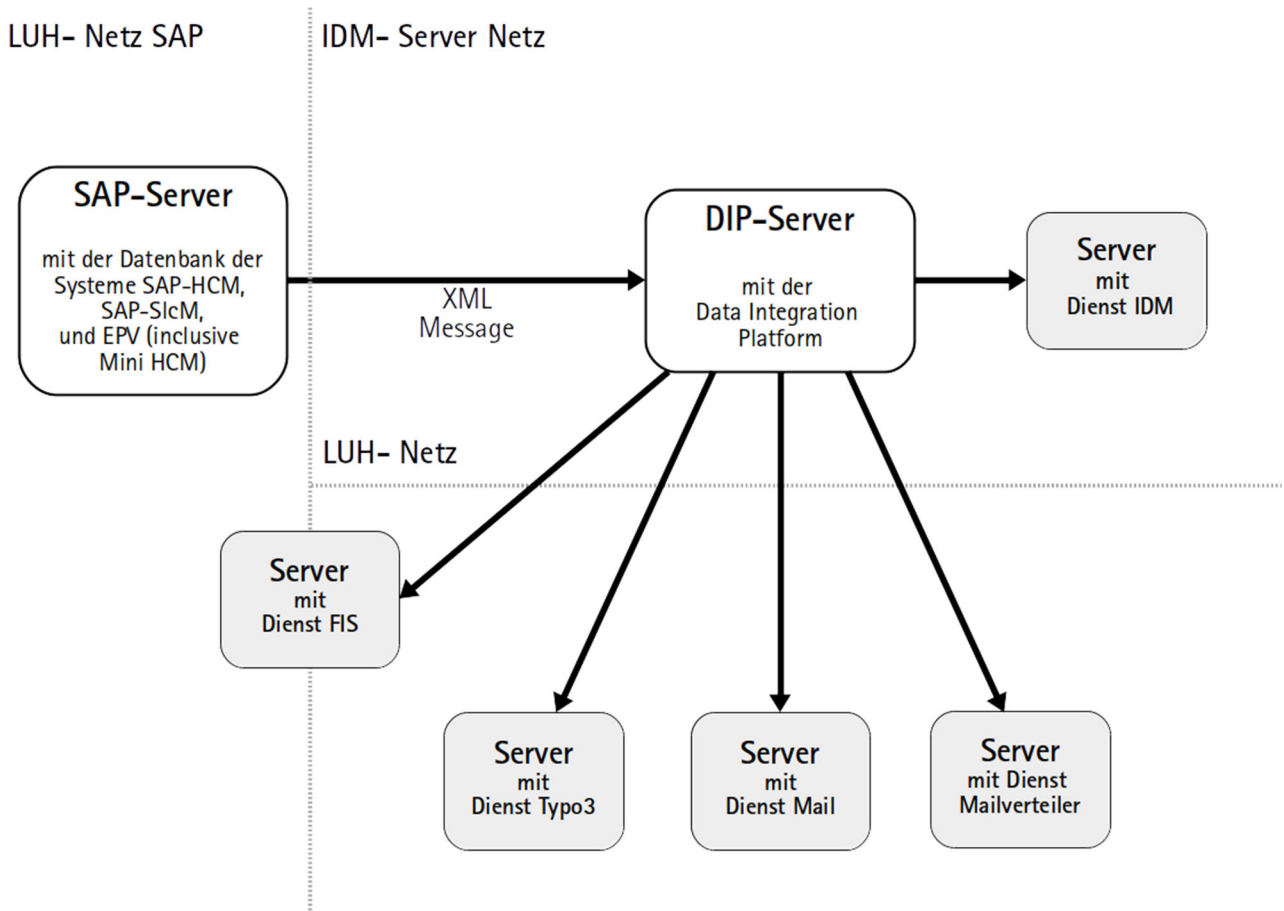 LUH- Netz SAP
IDM- Server Netz
SAP-Server
mit der Datenbank der
Systeme SAP-HCM,
SAP-SlcM,
und EPV (inclusive
Mini HCM)
XML
Message
DIP-Server
mit der
Data Integration
Platform
Server
mit
Dienst IDM
LUH- Netz
Server
mit
Dienst FIS
Server
mit
Dienst Typo3
Server
mit
Dienst Mail
Server
mit Dienst
Mailverteiler